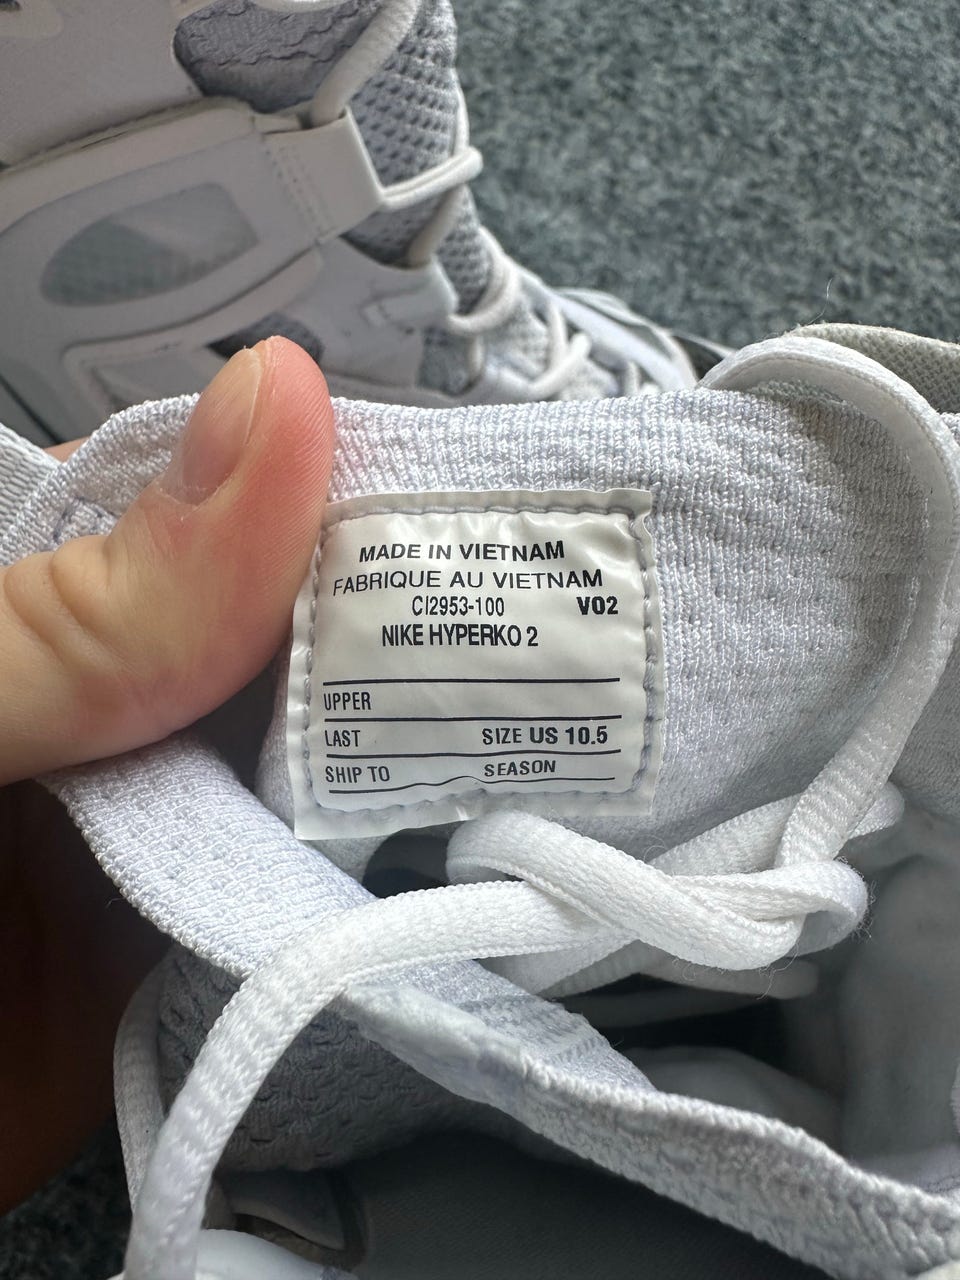 MADE IN VIETNAM
FABRIQUE AU VIETNAM
CI2953-100 V02
NIKE HYPERKO 2
UPPER
LAST SIZE US 10.5
SHIP TO SEASON